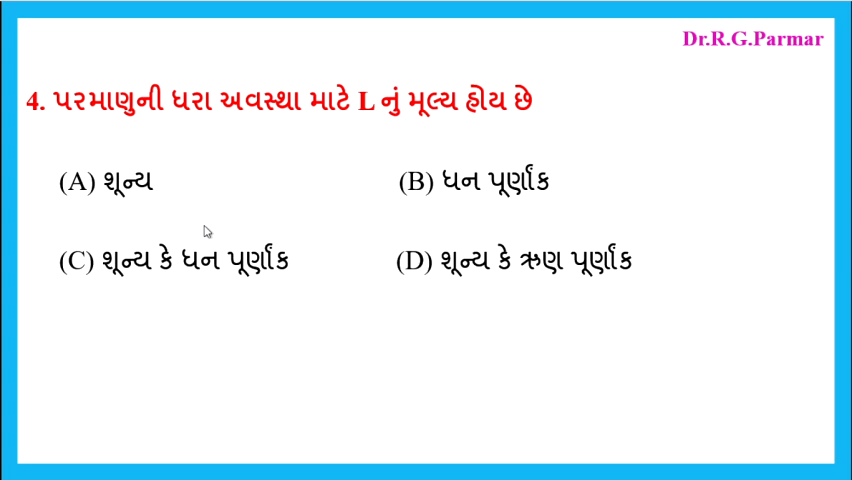 Dr.R.G.Parmar
4. પરમાણુની ધરા અવસ્થા માટે L નું મૂલ્ય હોય છે
(A) શૂન્ય (B) ધન પૂર્ણાંક
(C) શૂન્ય કે ધન પૂર્ણાંક (D) શૂન્ય કે ઋણ પૂર્ણાંક